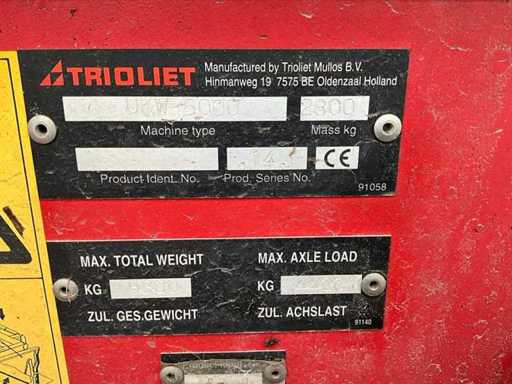 TRIOLIET
Manufactured by Trioliet Mullos B.V.
Hinmanweg 19 7575 BE Oldenzaal Holland
Machine type
Mass kg
Product Ident. No.
Prod. Series No.
CE
91058
MAX. TOTAL WEIGHT
MAX. AXLE LOAD
KG
KG
ZUL. GES.GEWICHT
ZUL. ACHSLAST
91140